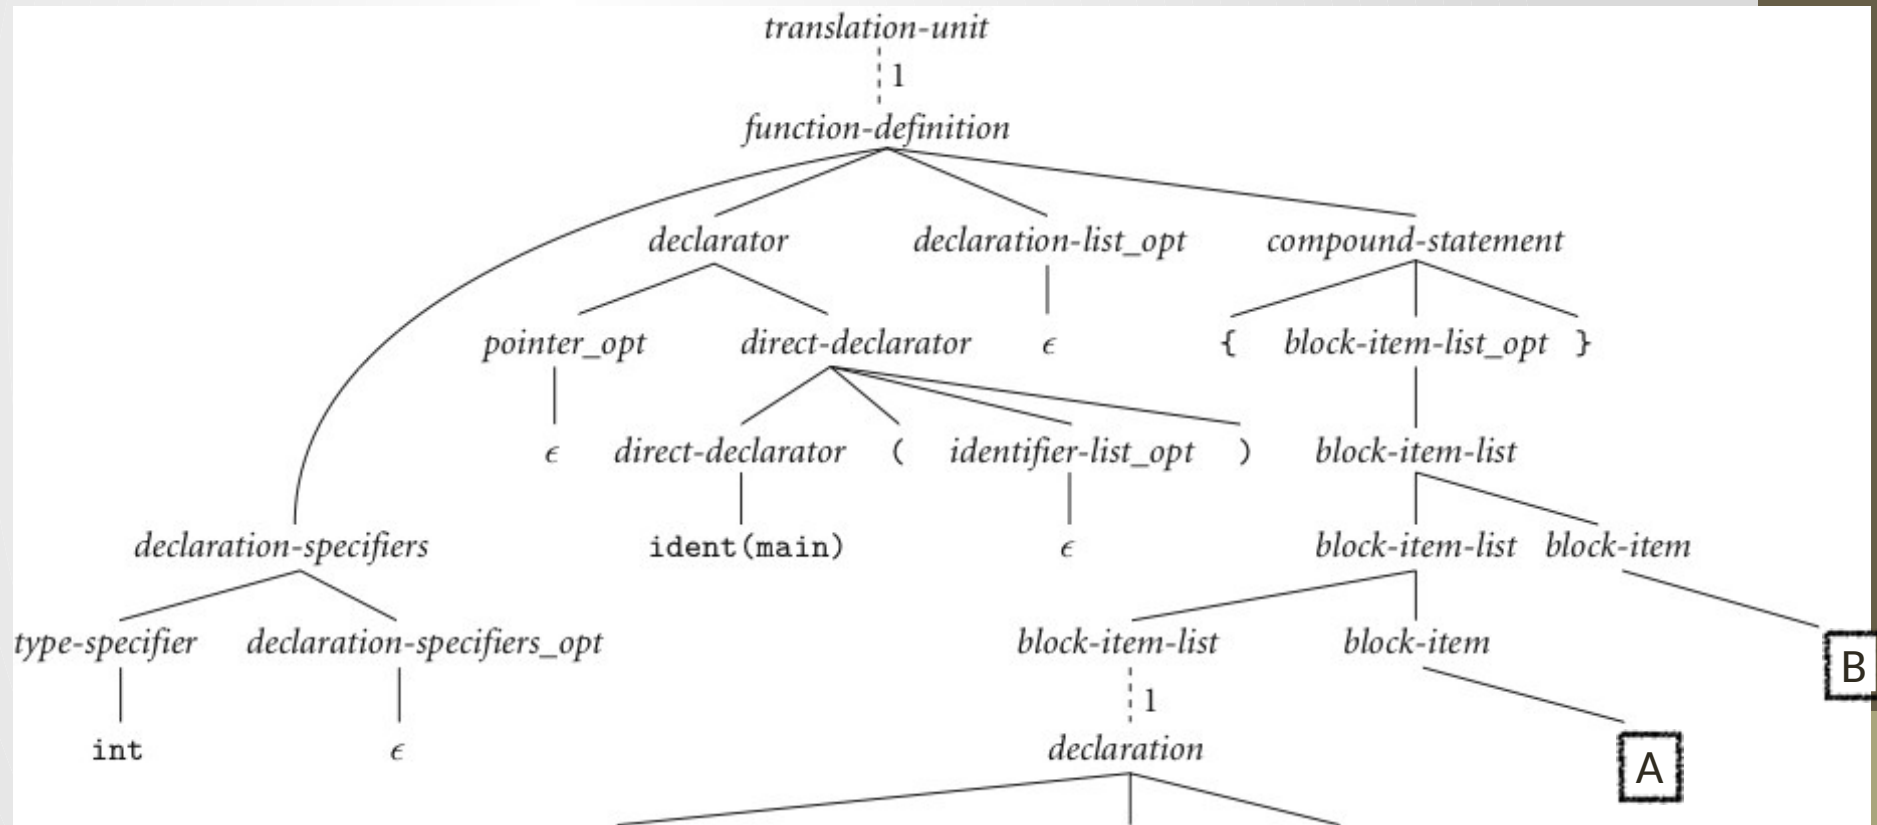 translation-unit
1
function-definition
declarator declaration-list_opt compound-statement
pointer_opt direct-declarator ϵ { block-item-list_opt }
ϵ direct-declarator ( identifier-list_opt ) block-item-list
declaration-specifiers ident(main) ϵ block-item-list block-item
type-specifier declaration-specifiers_opt block-item-list block-item B
1
int ϵ declaration A